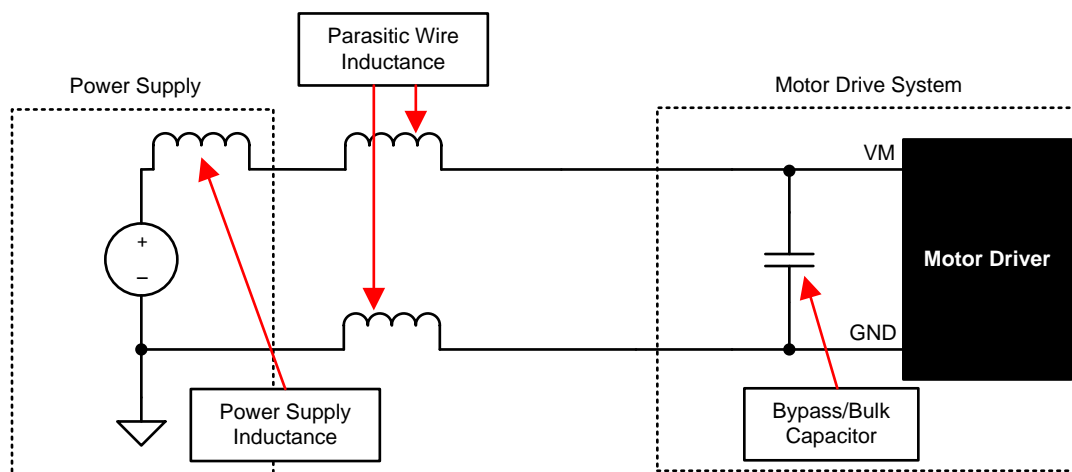 Parasitic Wire
Inductance
Power Supply
Motor Drive System
VM
+
–
Motor Driver
GND
Power Supply
Inductance
Bypass/Bulk
Capacitor